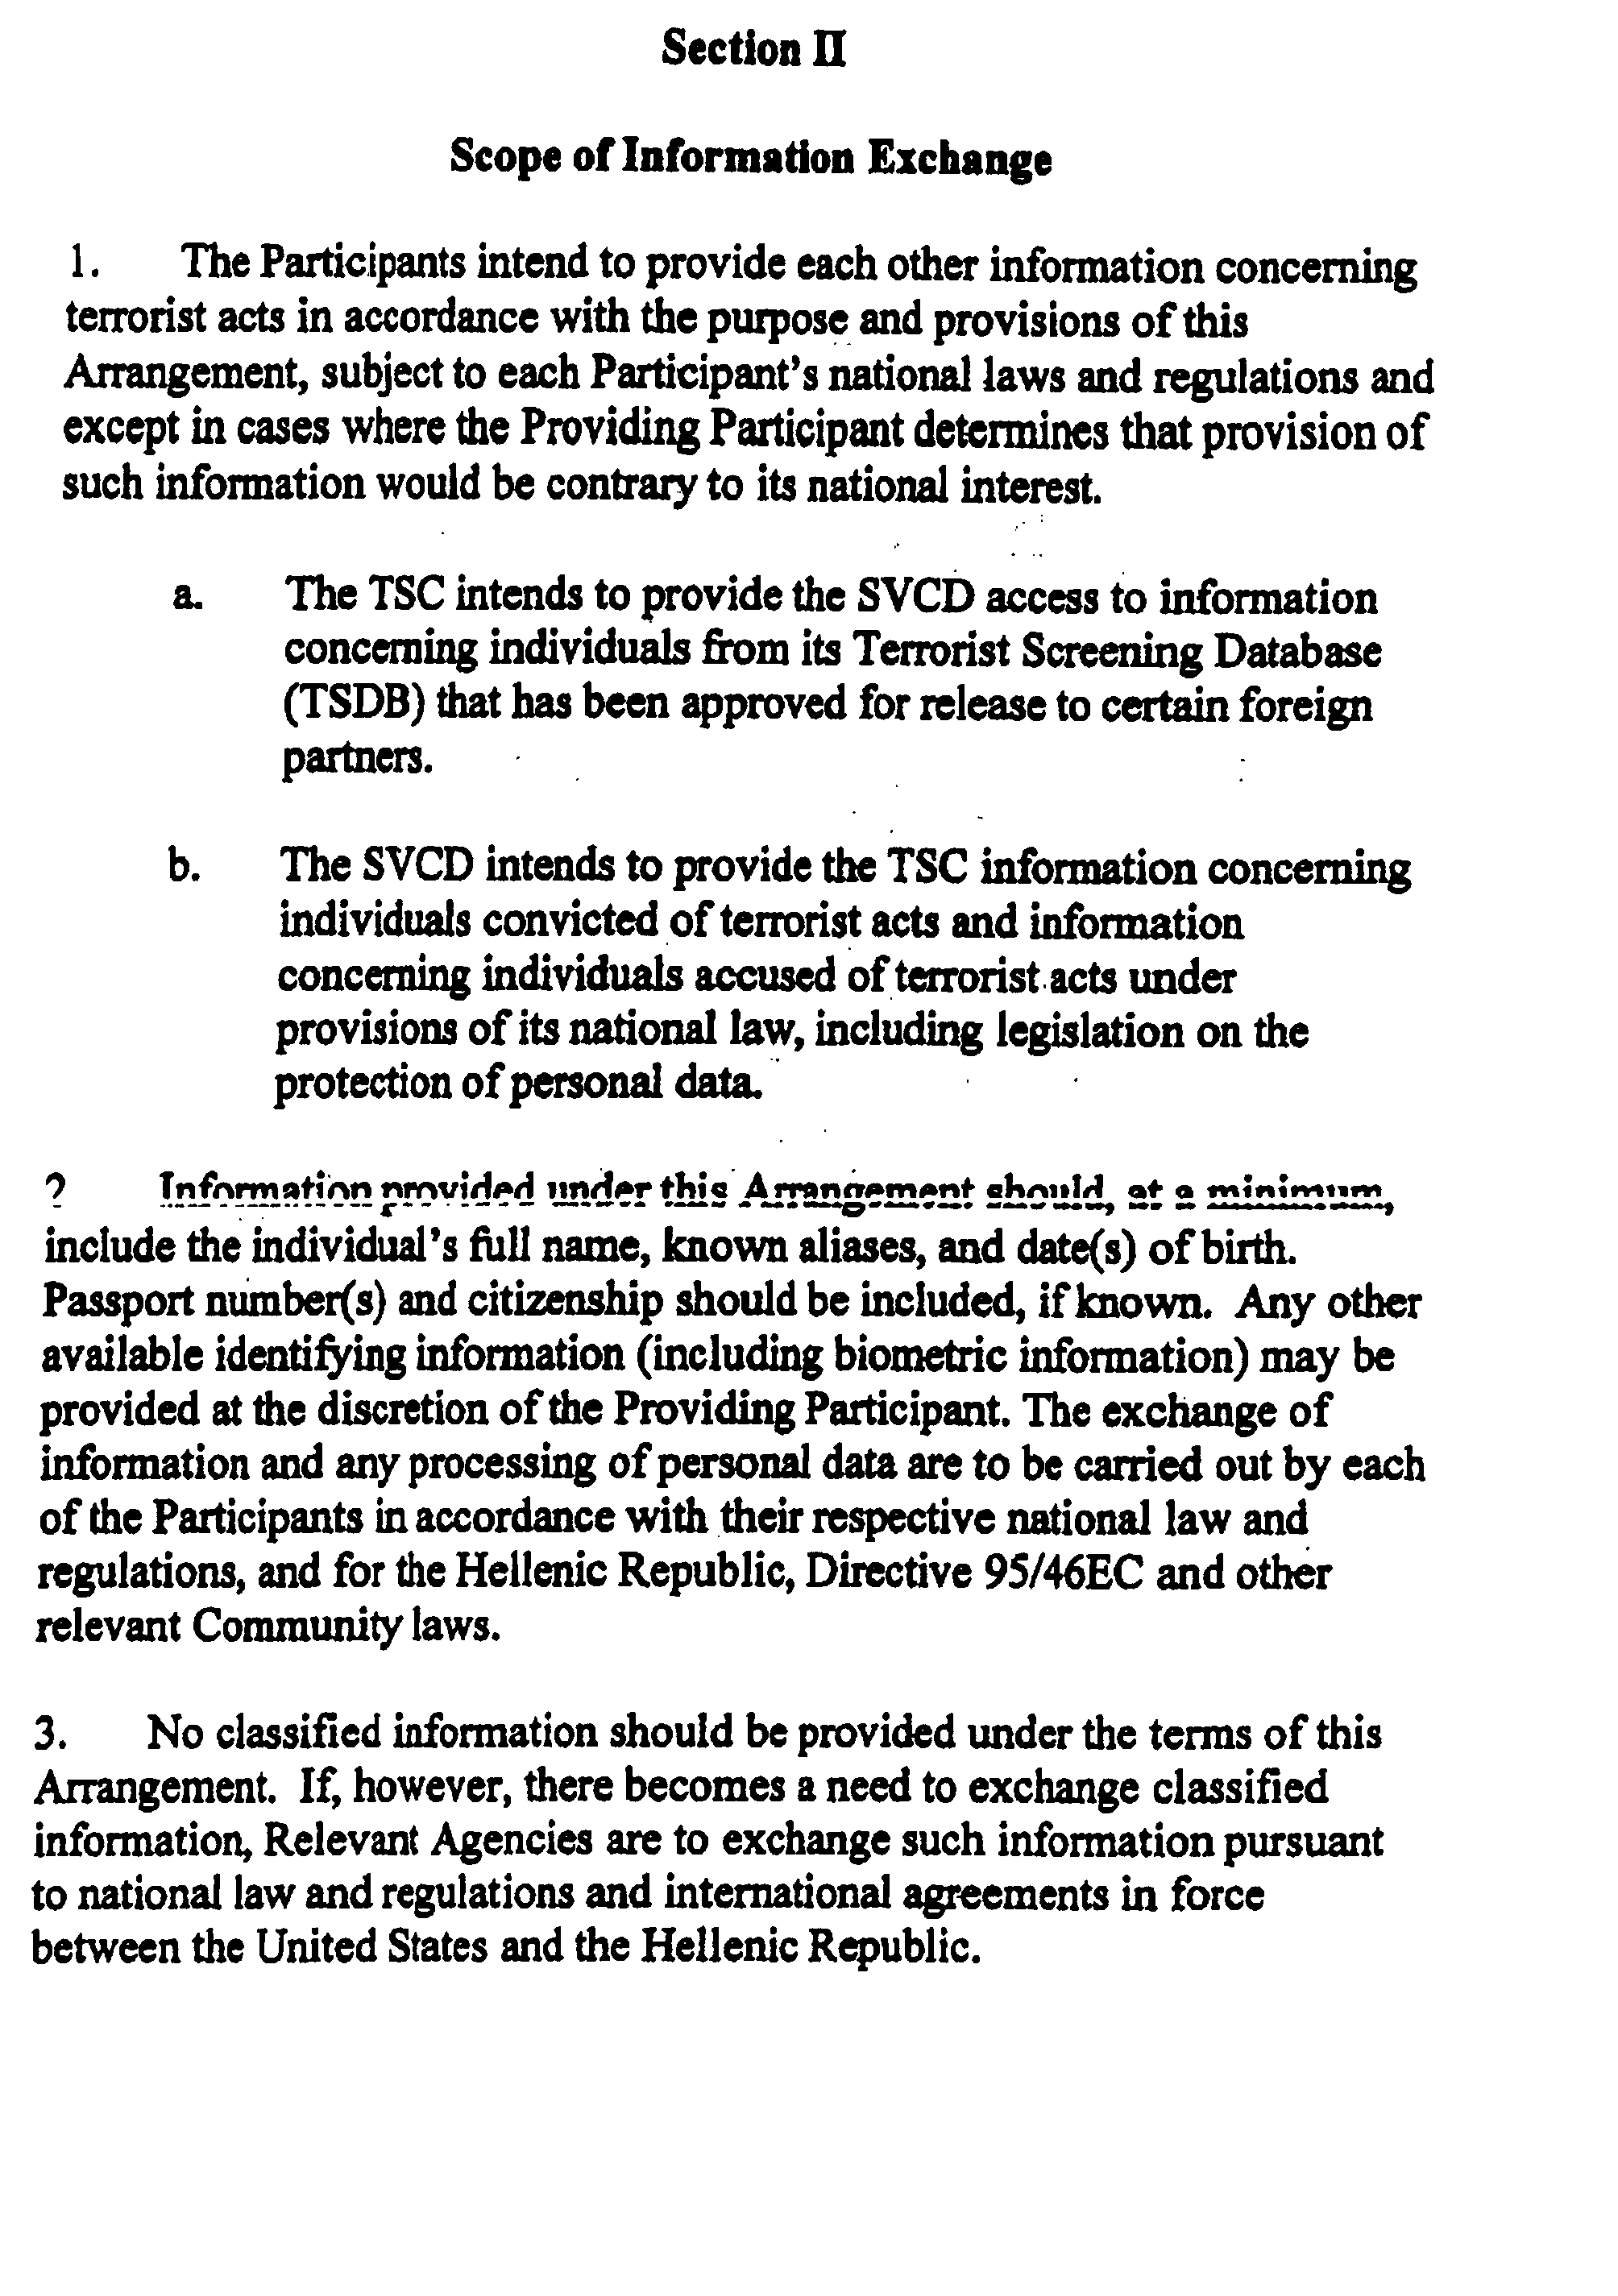 Section II
Scope of Information Exchange
1. The Participants intend to provide each other information concerning
terrorist acts in accordance with the purpose and provisions of this
Arrangement, subject to each Participant's national laws and regulations and
except in cases where the Providing Participant determines that provision of
such information would be contrary to its national interest.
a. The TSC intends to provide the SVCD access to information
concerning individuals from its Terrorist Screening Database
(TSDB) that has been approved for release to certain foreign
partners.
b. The SVCD intends to provide the TSC information concerning
individuals convicted of terrorist acts and information
concerning individuals accused of terrorist acts under
provisions of its national law, including legislation on the
protection of personal data.
2 Information provided under this Arrangement should, at a minimum,
include the individual's full name, known aliases, and date(s) of birth.
Passport number(s) and citizenship should be included, if known. Any other
available identifying information (including biometric information) may be
provided at the discretion of the Providing Participant. The exchange of
information and any processing of personal data are to be carried out by each
of the Participants in accordance with their respective national law and
regulations, and for the Hellenic Republic, Directive 95/46EC and other
relevant Community laws.
3. No classified information should be provided under the terms of this
Arrangement. If, however, there becomes a need to exchange classified
information, Relevant Agencies are to exchange such information pursuant
to national law and regulations and international agreements in force
between the United States and the Hellenic Republic.